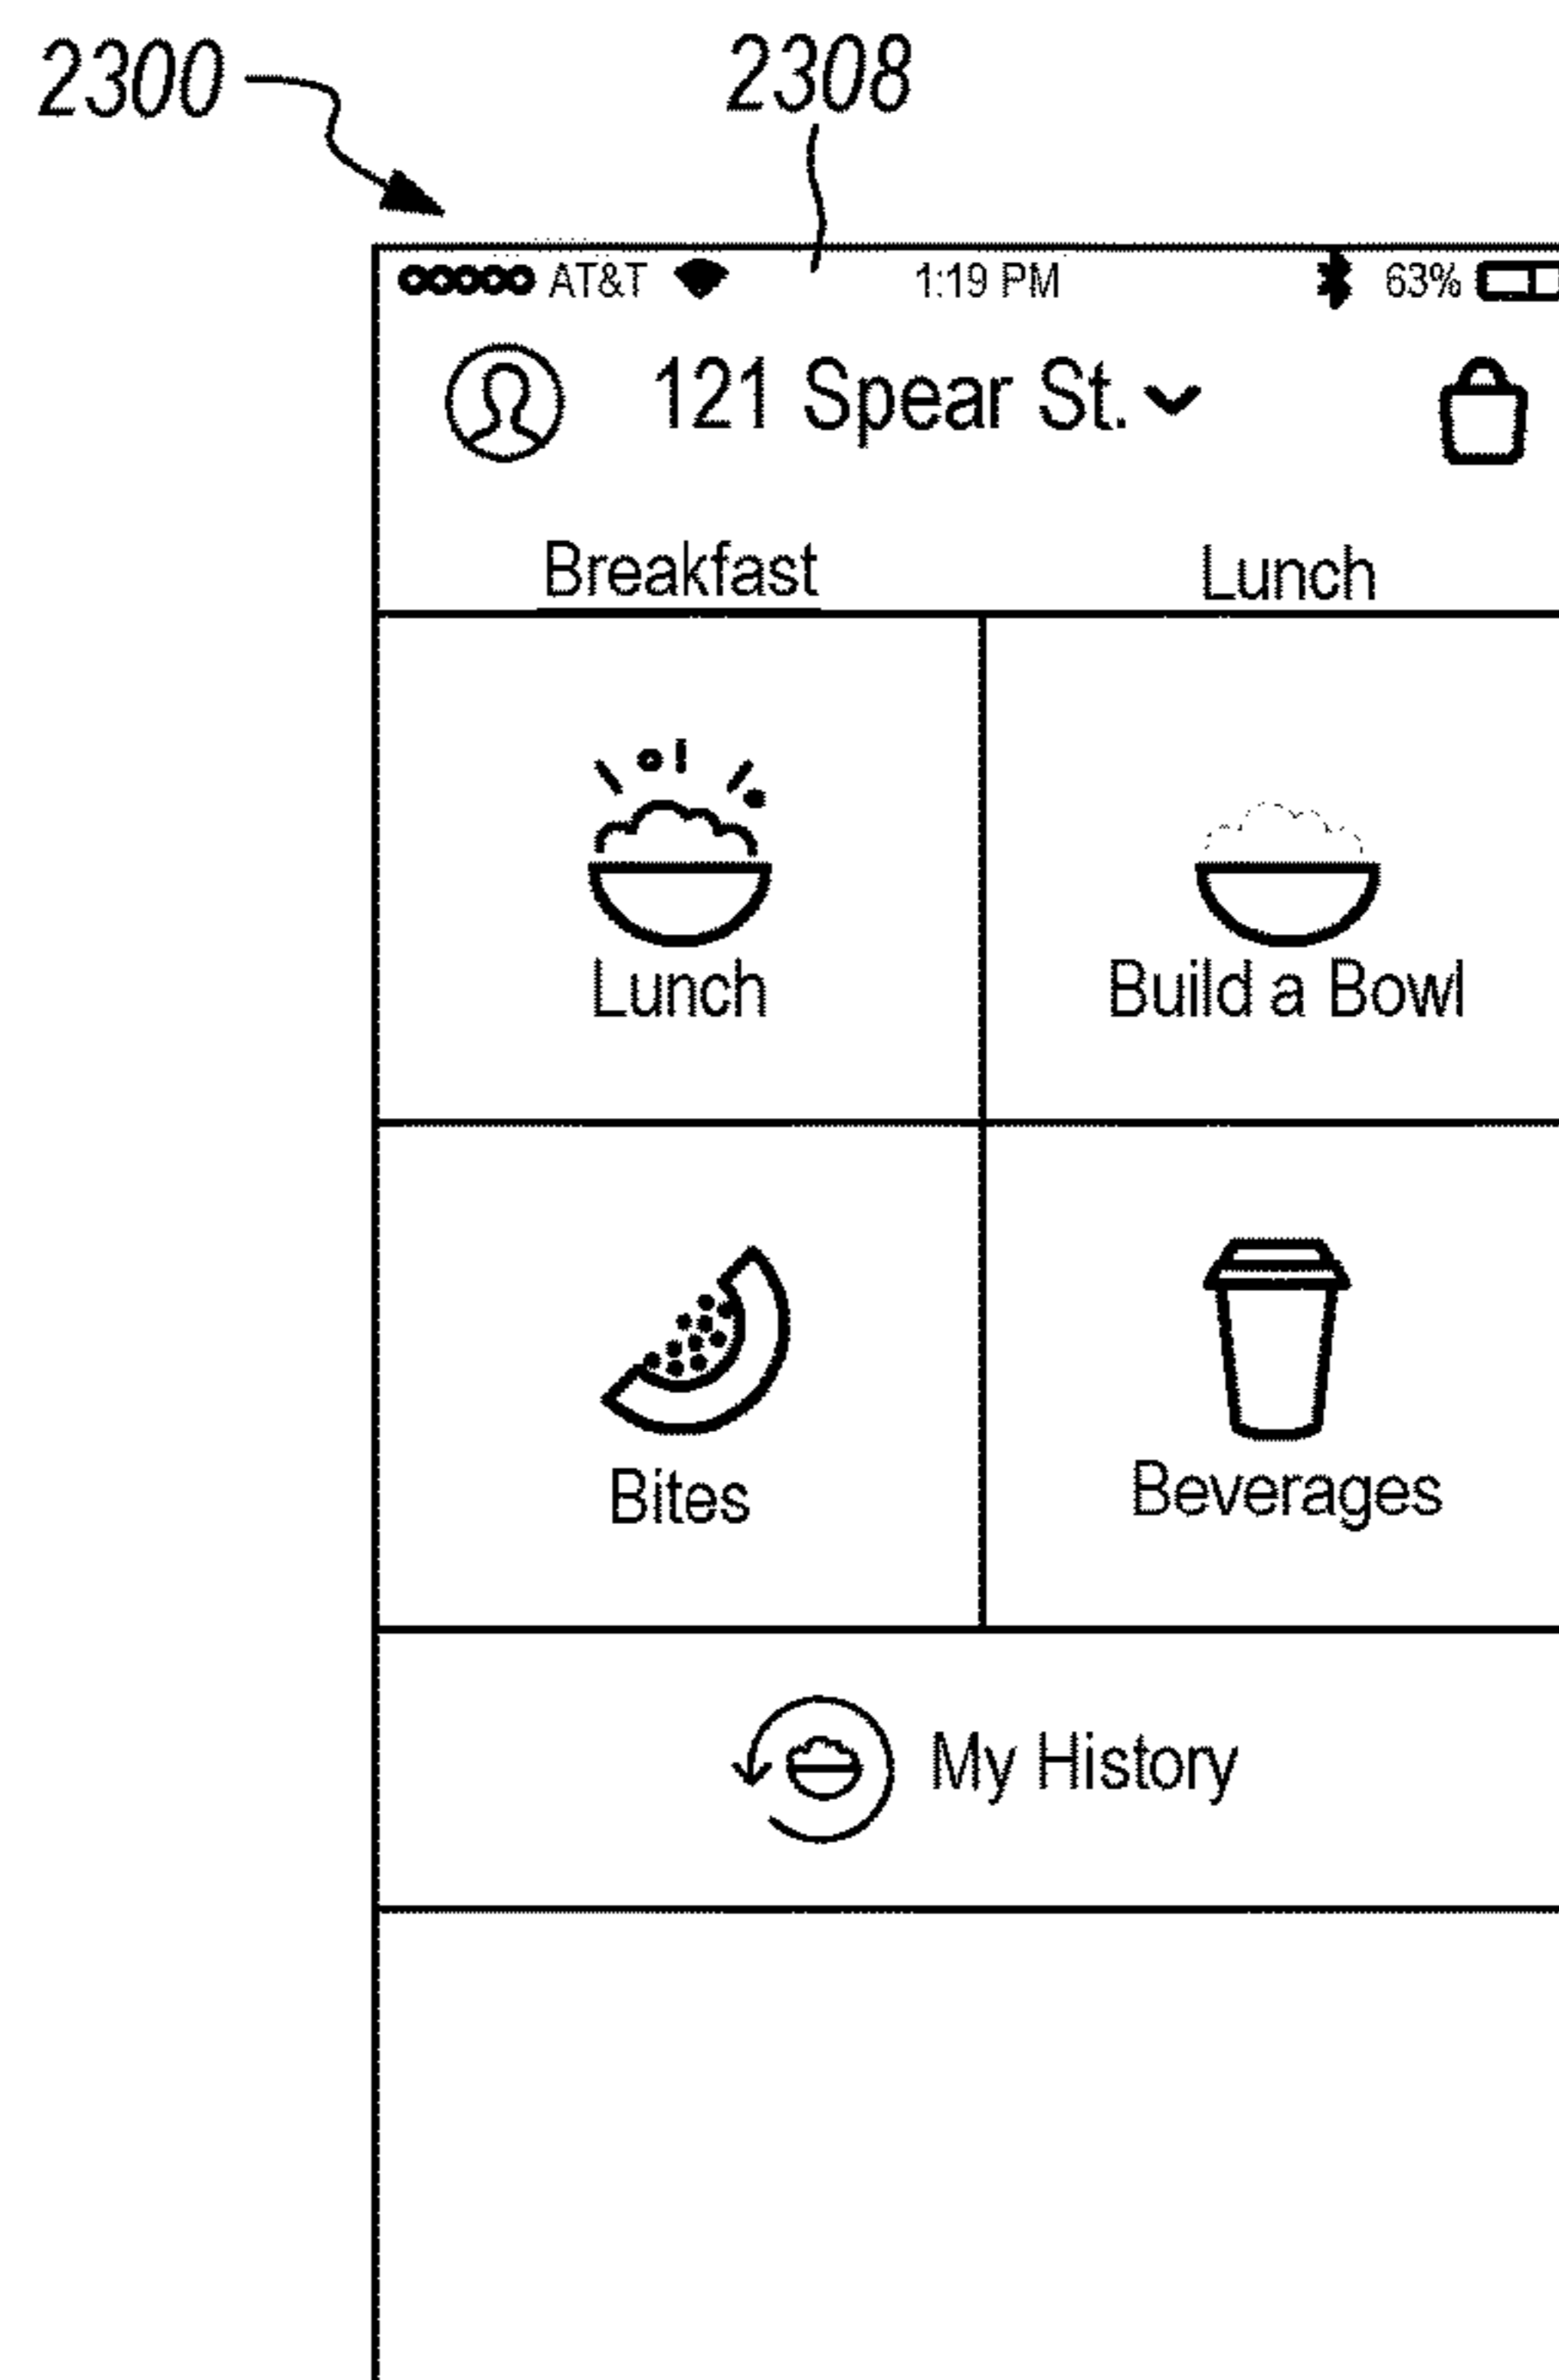 2300 2308
AT&T 1:19 PM 63%
121 Spear St.
Breakfast Lunch
Lunch Build a Bowl
Bites Beverages
My History